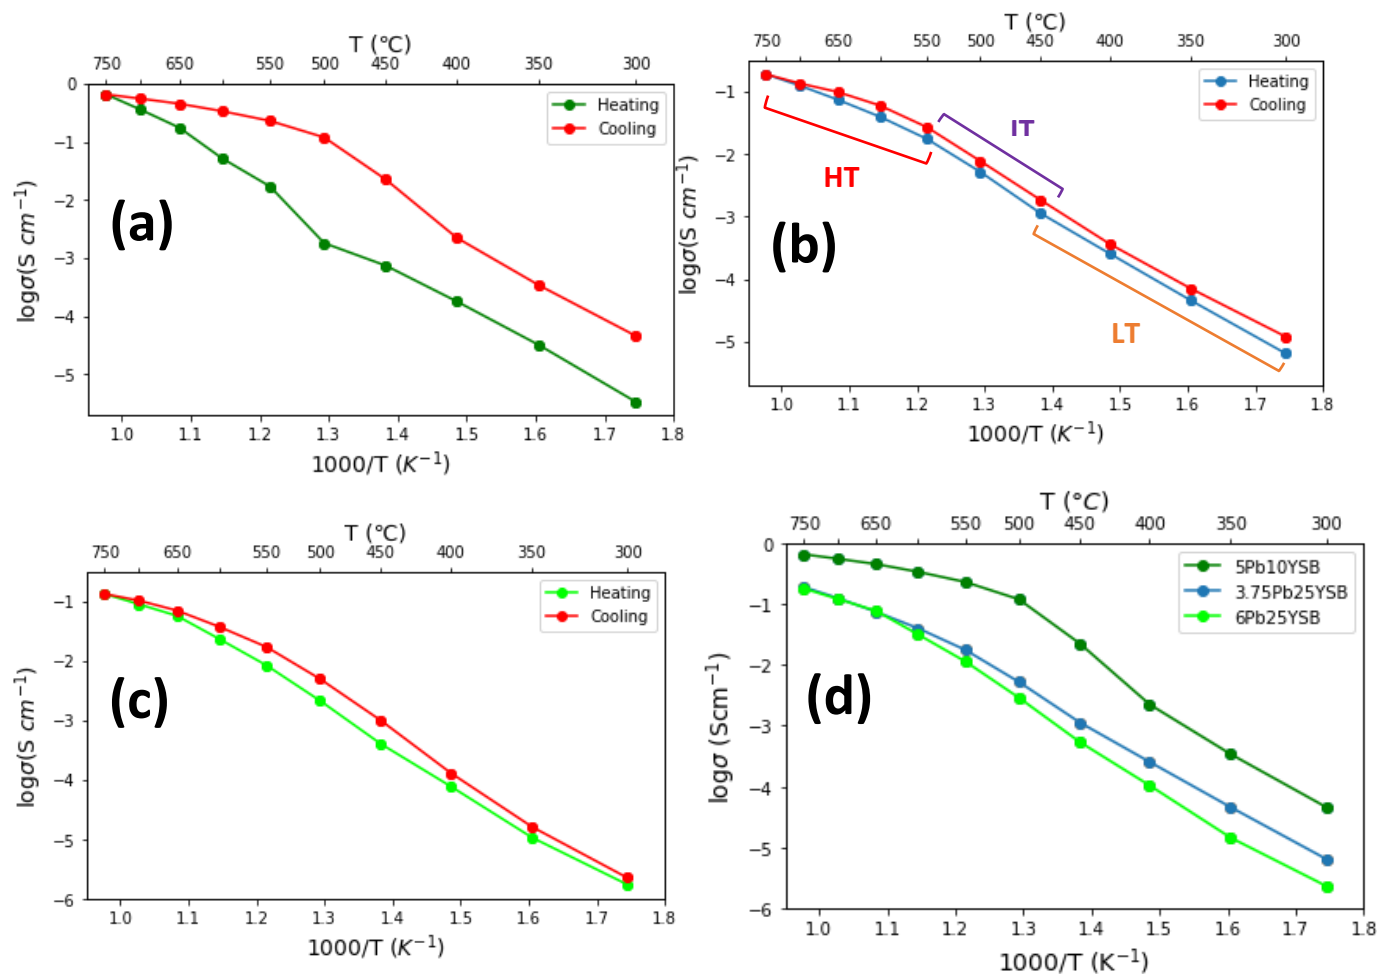 T (°C)
750 650 550 500 450 400 350 300
0
−1
−2
−3
−4
−5
logσ(S cm⁻¹)
Heating
Cooling
(a)
1.0 1.1 1.2 1.3 1.4 1.5 1.6 1.7 1.8
1000/T (K⁻¹)
T (°C)
750 650 550 500 450 400 350 300
−1
−2
−3
−4
−5
logσ(S cm⁻¹)
Heating
Cooling
IT
HT
(b)
LT
1.0 1.1 1.2 1.3 1.4 1.5 1.6 1.7 1.8
1000/T (K⁻¹)
T (°C)
750 650 550 500 450 400 350 300
−1
−2
−3
−4
−5
−6
logσ(S cm⁻¹)
Heating
Cooling
(c)
1.0 1.1 1.2 1.3 1.4 1.5 1.6 1.7 1.8
1000/T (K⁻¹)
T (°C)
750 650 550 500 450 400 350 300
0
−1
−2
−3
−4
−5
−6
logσ (Scm⁻¹)
5Pb10YSB
3.75Pb25YSB
6Pb25YSB
(d)
1.0 1.1 1.2 1.3 1.4 1.5 1.6 1.7 1.8
1000/T (K⁻¹)